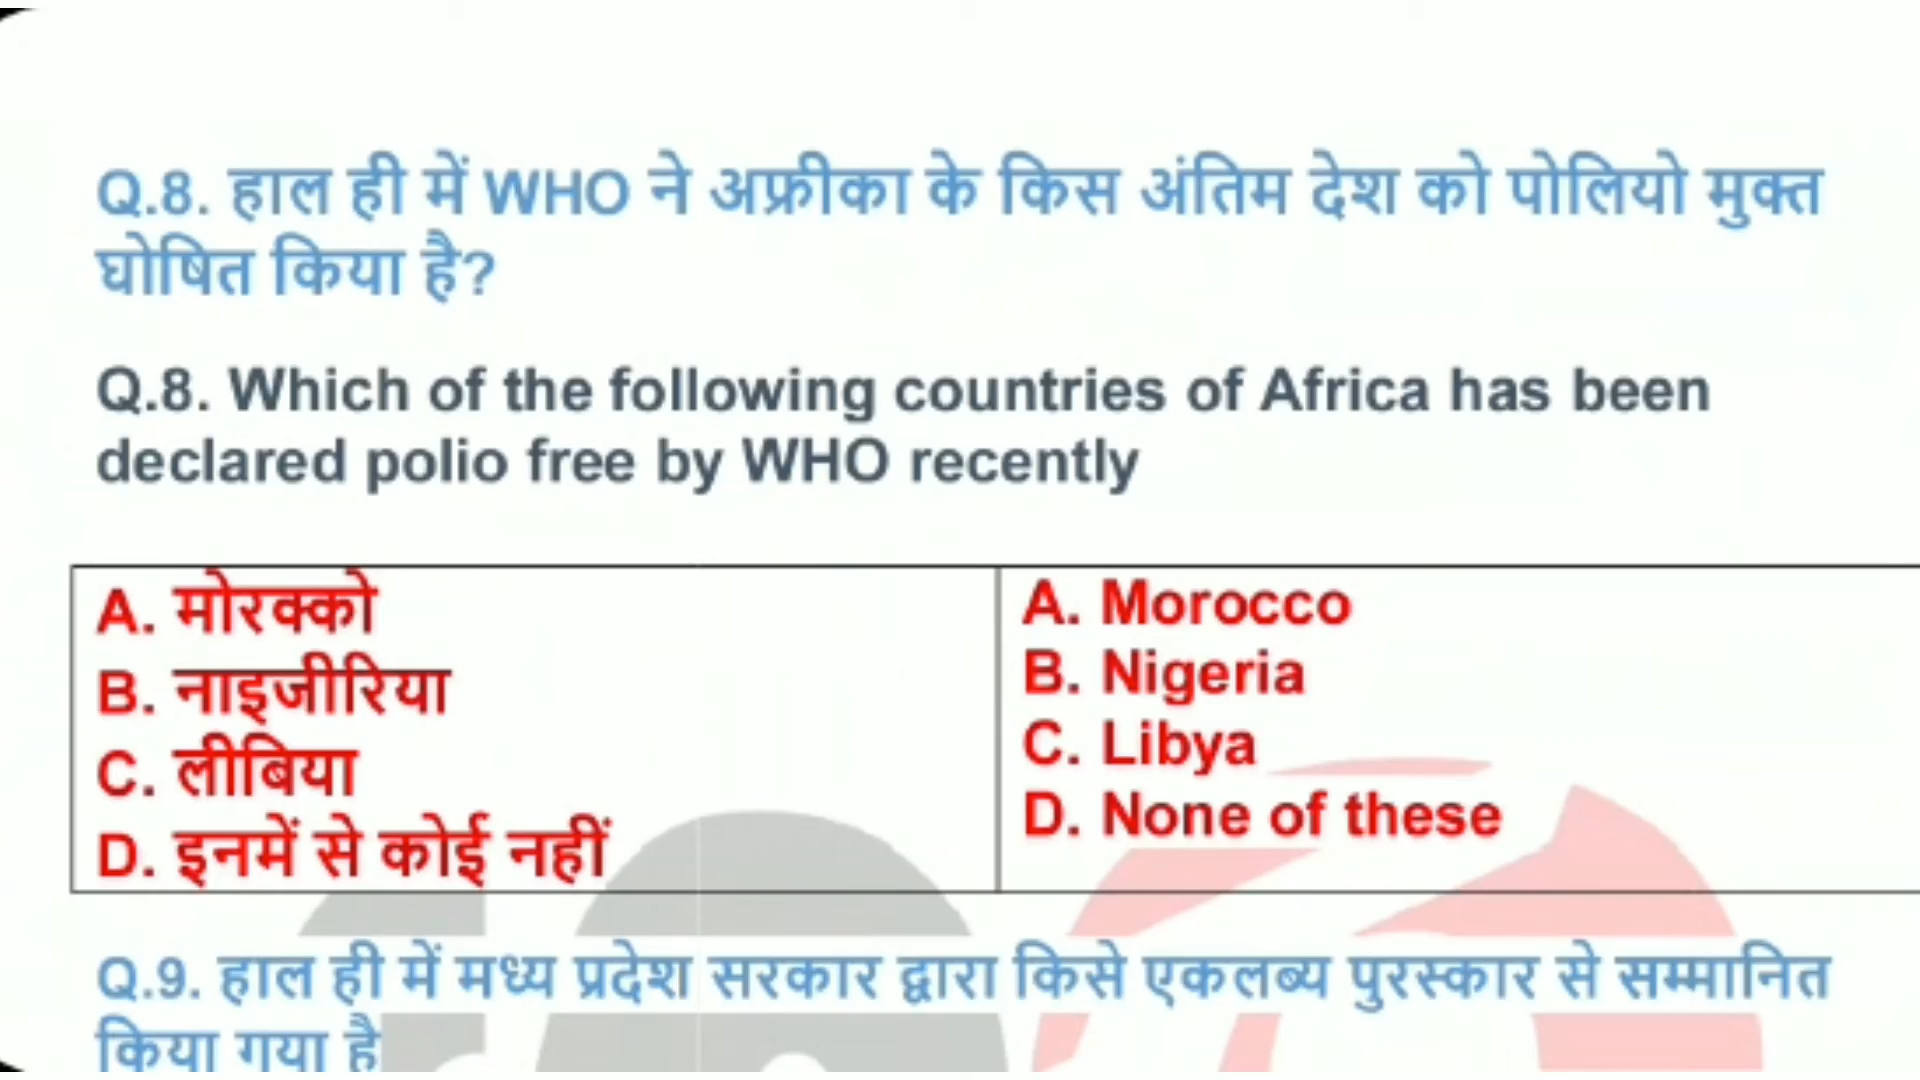 Q.8. हाल ही में WHO ने अफ्रीका के किस अंतिम देश को पोलियो मुक्त
घोषित किया है?
Q.8. Which of the following countries of Africa has been
declared polio free by WHO recently
A. मोरक्को
B. नाइजीरिया
C. लीबिया
D. इनमें से कोई नहीं
A. Morocco
B. Nigeria
C. Libya
D. None of these
Q.9. हाल ही में मध्य प्रदेश सरकार द्वारा किसे एकलब्य पुरस्कार से सम्मानित
किया गया है